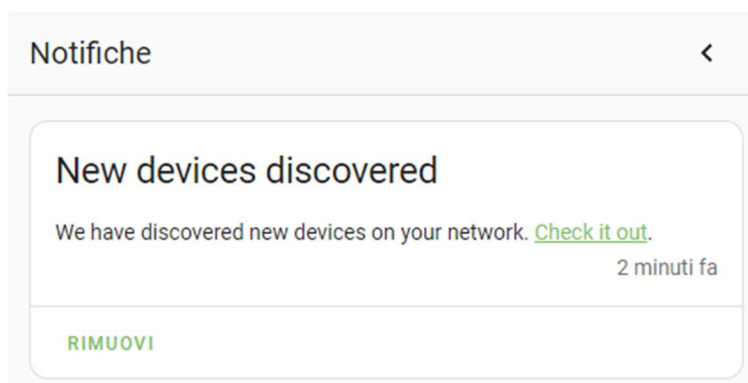 Notifiche
New devices discovered
We have discovered new devices on your network. Check it out.
2 minuti fa
RIMUOVI